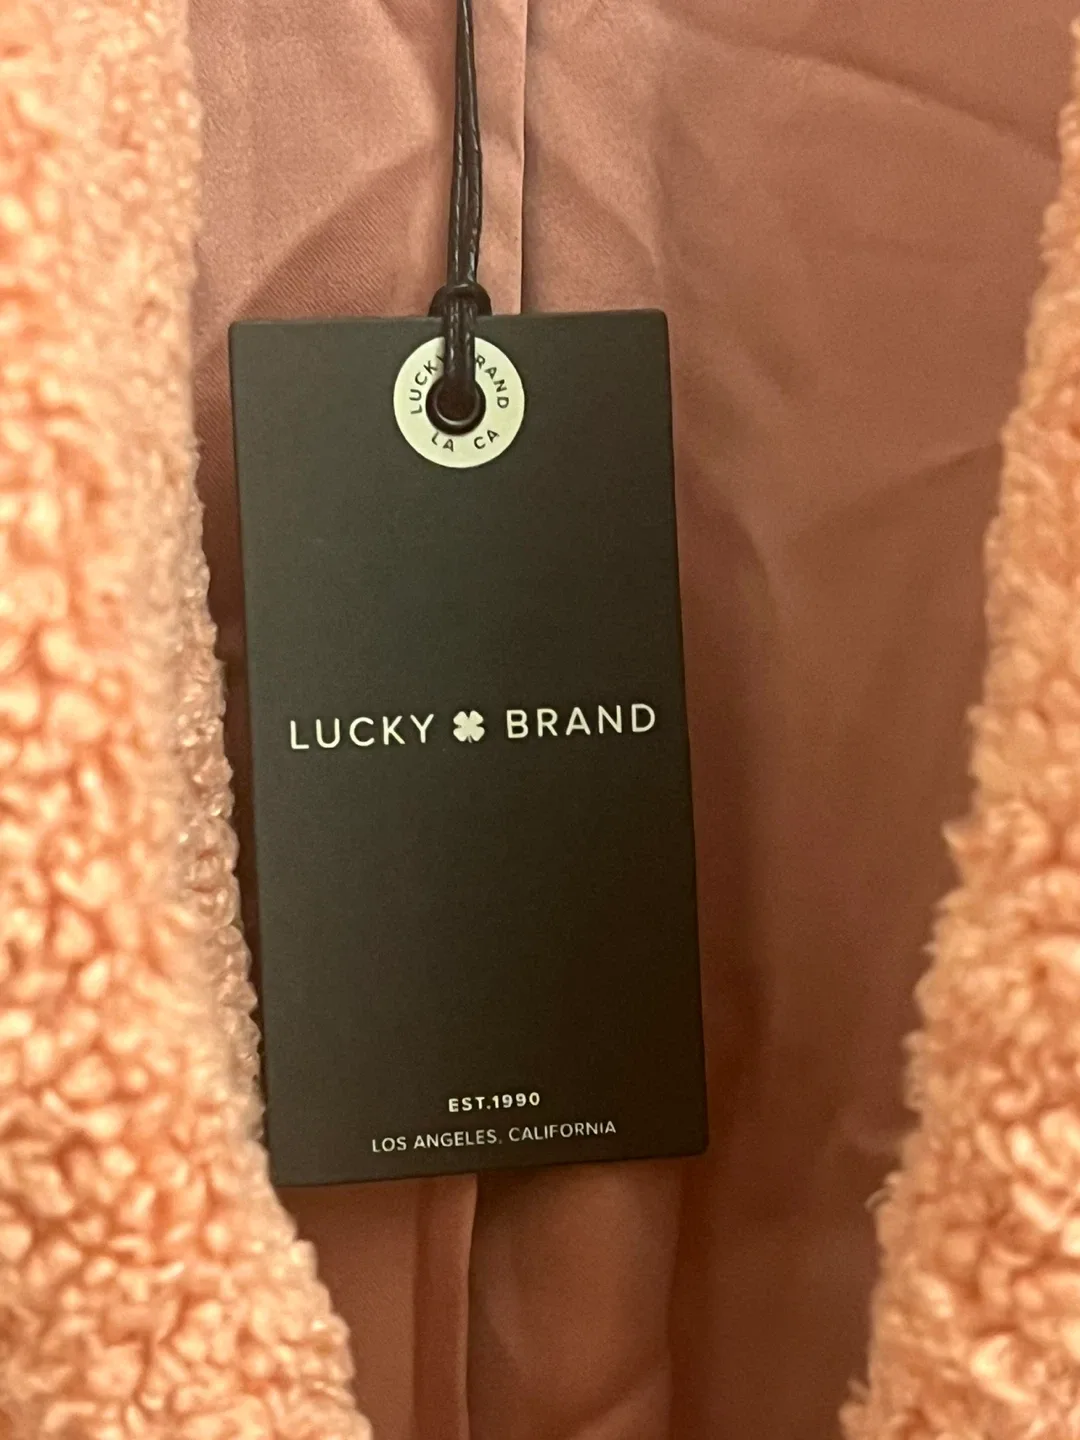 LUCKY BRAND
LA CA
LUCKY BRAND
EST.1990
LOS ANGELES, CALIFORNIA